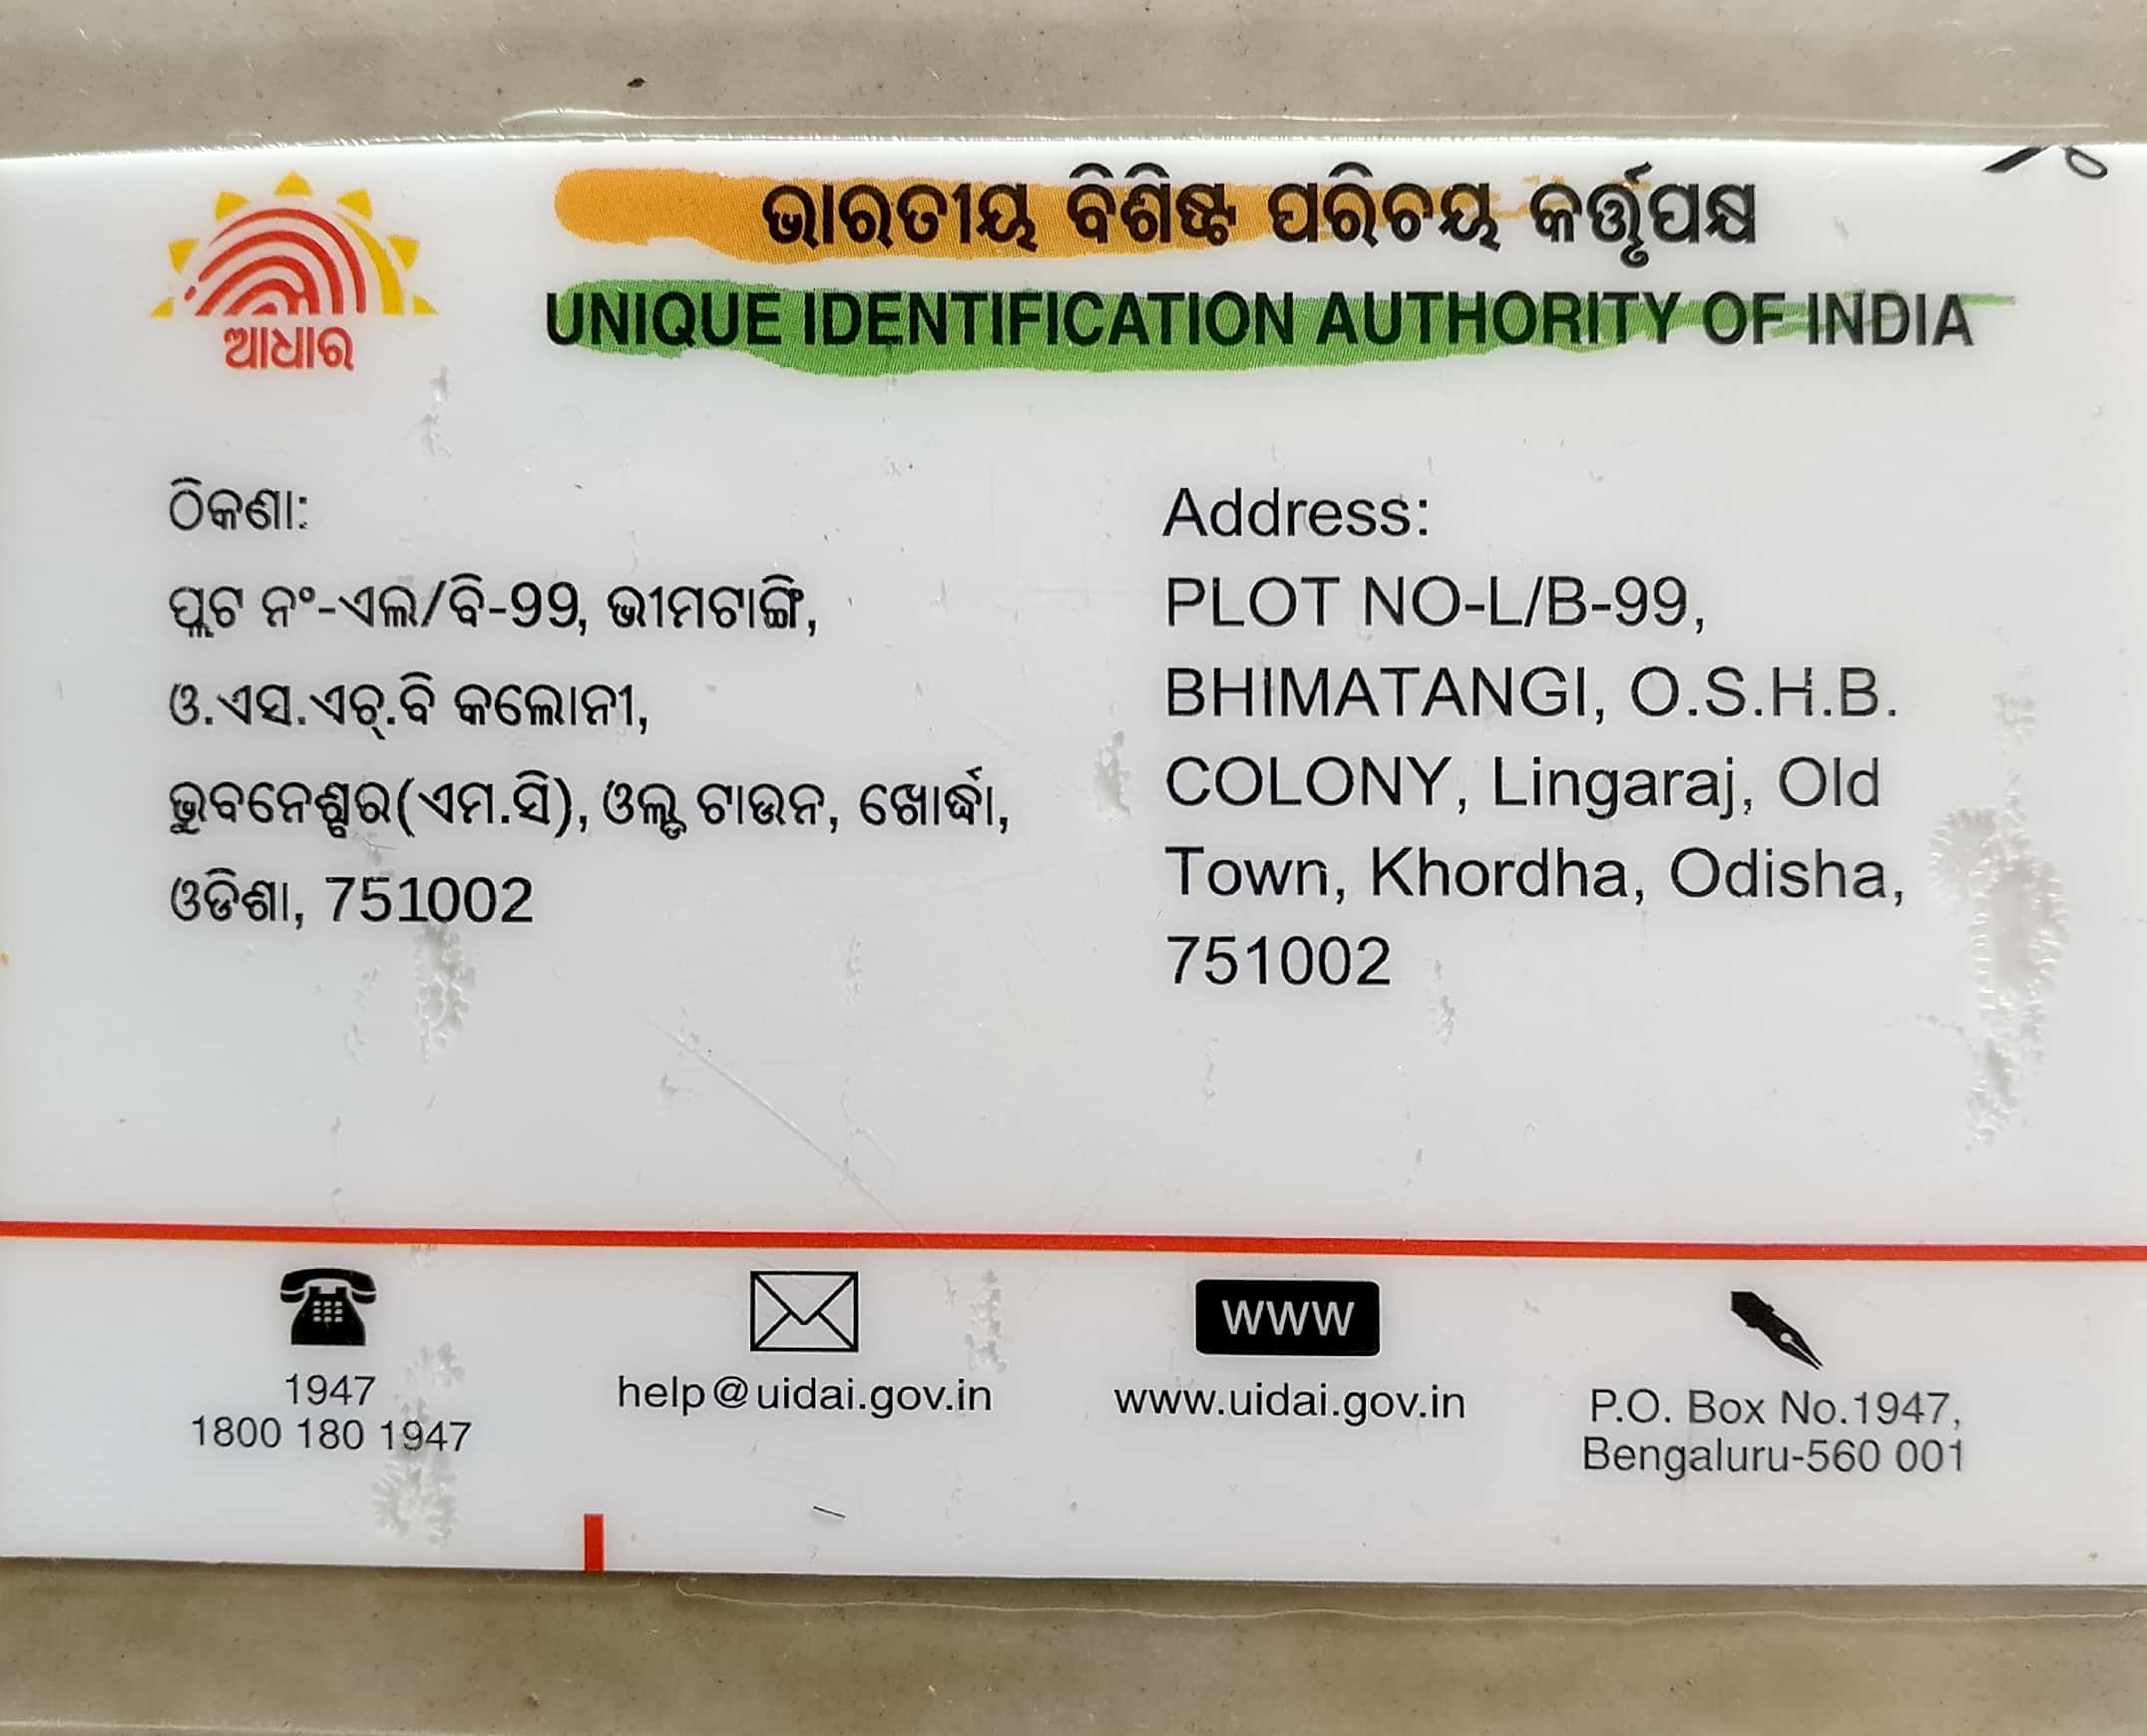 ଆଧାର
ଭାରତୀୟ ବିଶିଷ୍ଟ ପରିଚୟ କର୍ତ୍ତୃପକ୍ଷ
UNIQUE IDENTIFICATION AUTHORITY OF INDIA
ଠିକଣା:
ପ୍ଲଟ ନଂ-ଏଲ/ବି-99, ଭୀମଟାଙ୍ଗି,
ଓ.ଏସ.ଏଚ୍.ବି କଲୋନୀ,
ଭୁବନେଶ୍ବର(ଏମ.ସି), ଓଲ୍ଡ ଟାଉନ, ଖୋର୍ଦ୍ଧା,
ଓଡିଶା, 751002
Address:
PLOT NO-L/B-99,
BHIMATANGI, O.S.H.B.
COLONY, Lingaraj, Old
Town, Khordha, Odisha,
751002
1947
1800 180 1947
help@uidai.gov.in
WWW
www.uidai.gov.in
P.O. Box No.1947,
Bengaluru-560 001